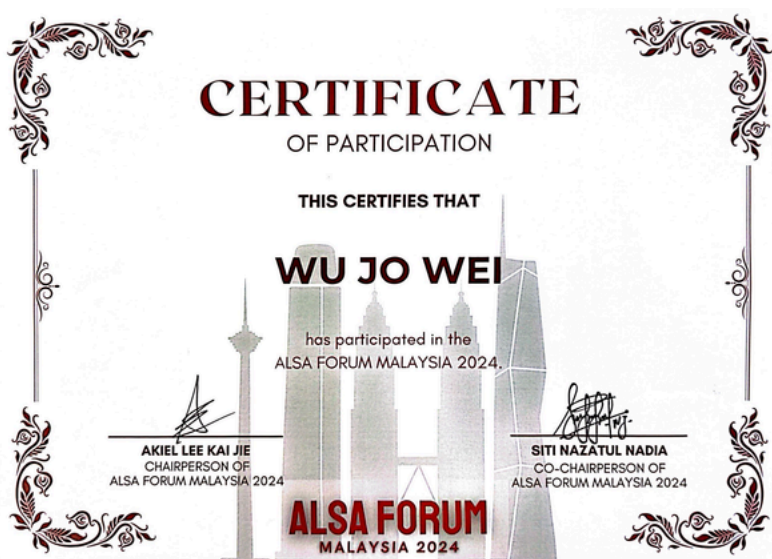 CERTIFICATE
OF PARTICIPATION
THIS CERTIFIES THAT
WU JO WEI
has participated in the
ALSA FORUM MALAYSIA 2024.
AKIEL LEE KAI JIE
CHAIRPERSON OF
ALSA FORUM MALAYSIA 2024
SITI NAZATUL NADIA
CO-CHAIRPERSON OF
ALSA FORUM MALAYSIA 2024
ALSA FORUM
MALAYSIA 2024